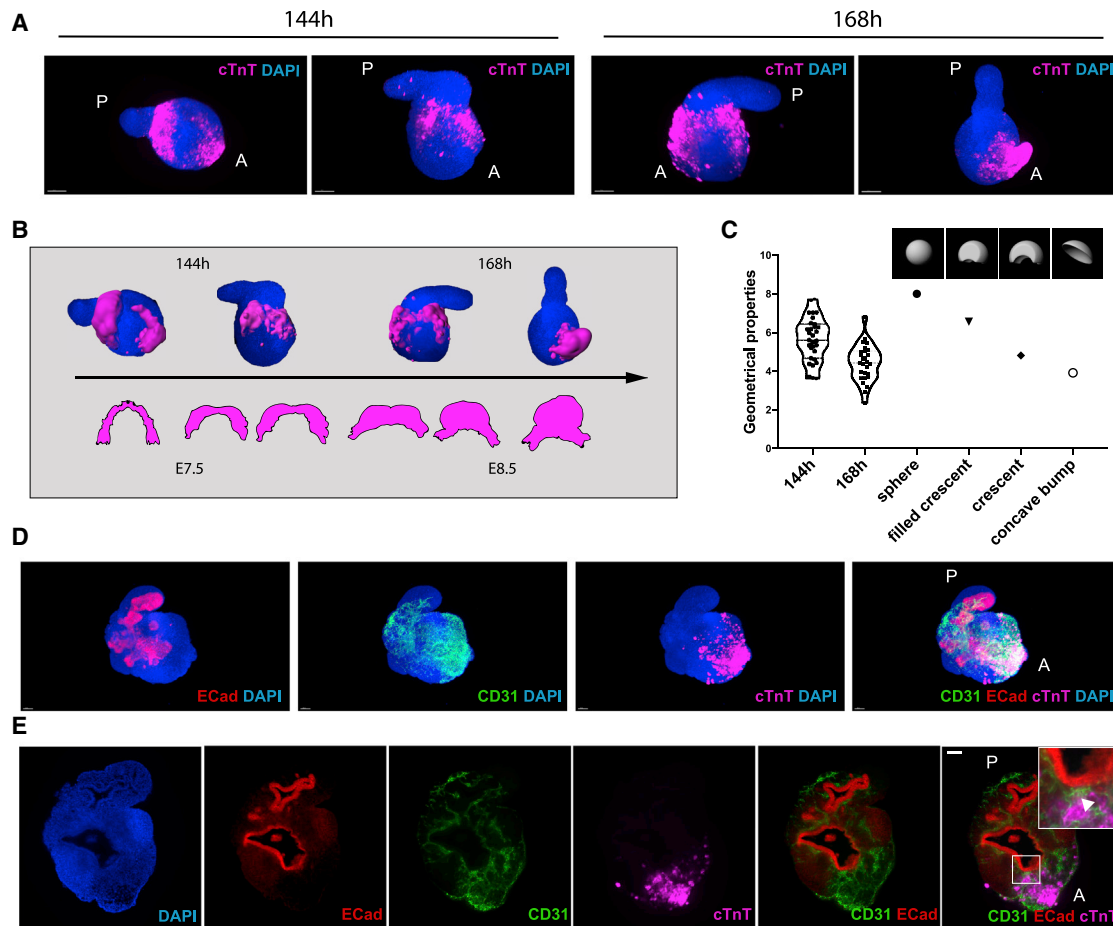 144h
168h
A
cTnT DAPI
P
A
cTnT DAPI
P
A
cTnT DAPI
P
A
cTnT DAPI
P
A
B
144h
168h
E7.5
E8.5
C
Geometrical properties
10
8
6
4
2
0
144h
168h
sphere
filled crescent
crescent
concave bump
D
ECad DAPI
CD31 DAPI
cTnT DAPI
P
A
CD31 ECad cTnT DAPI
E
DAPI
ECad
CD31
cTnT
CD31 ECad
P
A
CD31 ECad cTnT